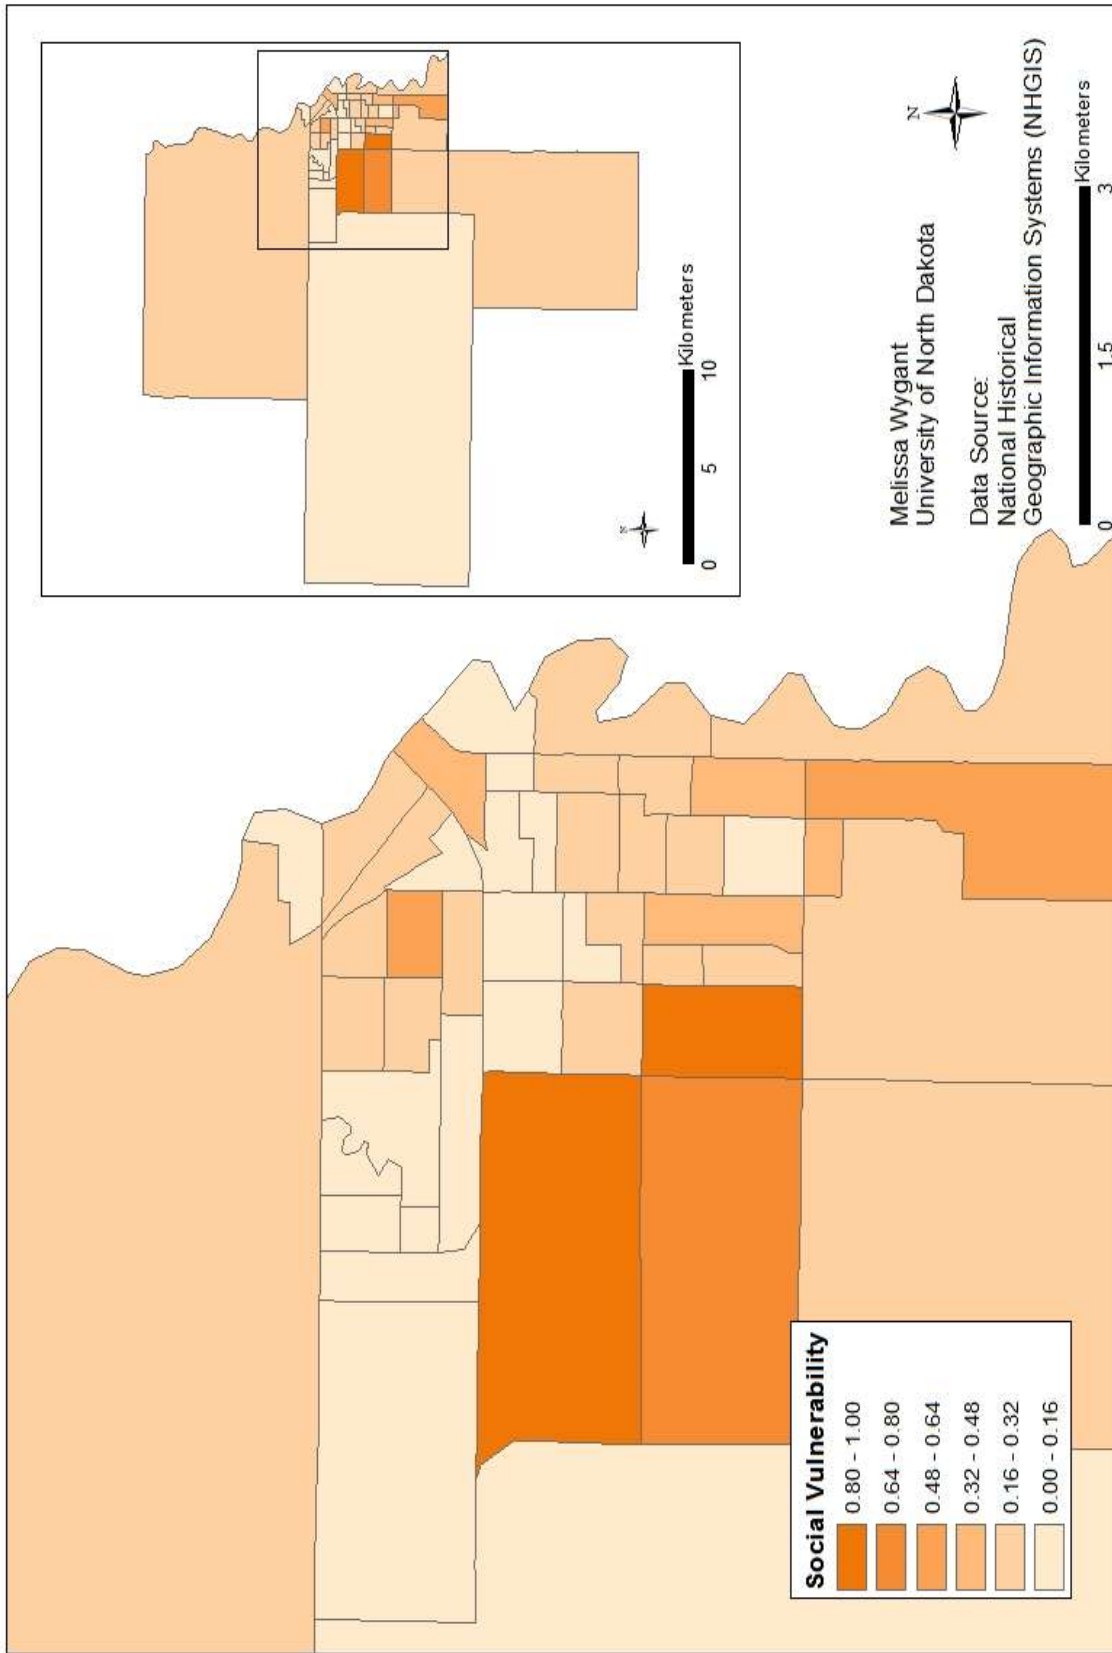 N
0 5 10 Kilometers
N
Melissa Wygant
University of North Dakota
Data Source:
National Historical
Geographic Information Systems (NHGIS)
0 1.5 3 Kilometers
Social Vulnerability
0.80 - 1.00
0.64 - 0.80
0.48 - 0.64
0.32 - 0.48
0.16 - 0.32
0.00 - 0.16